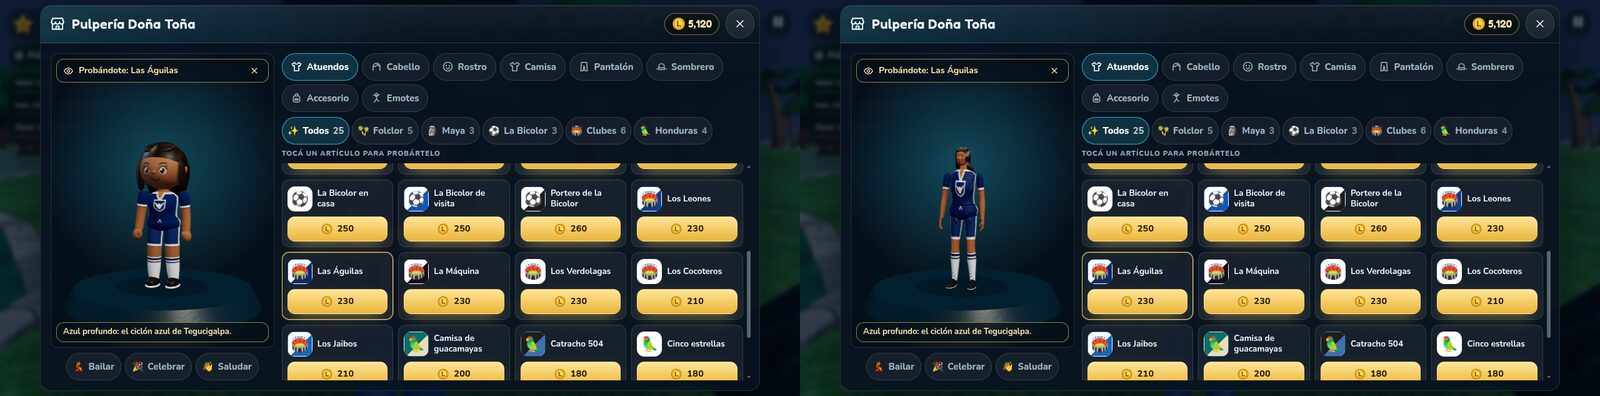 Pulpería Doña Toña
5,120
Probándote: Las Águilas
Atuendos
Cabello
Rostro
Camisa
Pantalón
Sombrero
Accesorio
Emotes
Todos 25
Folclor 5
Maya 3
La Bicolor 3
Clubes 6
Honduras 4
TOCÁ UN ARTÍCULO PARA PROBÁRTELO
La Bicolor en
casa
250
La Bicolor de
visita
250
Portero de la
Bicolor
260
Los Leones
230
Las Águilas
230
La Máquina
230
Los Verdolagas
230
Los Cocoteros
210
Azul profundo: el ciclón azul de Tegucigalpa.
Los Jaibos
210
Camisa de
guacamayas
200
Catracho 504
180
Cinco estrellas
180
Bailar
Celebrar
Saludar
Pulpería Doña Toña
5,120
Probándote: Las Águilas
Atuendos
Cabello
Rostro
Camisa
Pantalón
Sombrero
Accesorio
Emotes
Todos 25
Folclor 5
Maya 3
La Bicolor 3
Clubes 6
Honduras 4
TOCÁ UN ARTÍCULO PARA PROBÁRTELO
La Bicolor en
casa
250
La Bicolor de
visita
250
Portero de la
Bicolor
260
Los Leones
230
Las Águilas
230
La Máquina
230
Los Verdolagas
230
Los Cocoteros
210
Azul profundo: el ciclón azul de Tegucigalpa.
Los Jaibos
210
Camisa de
guacamayas
200
Catracho 504
180
Cinco estrellas
180
Bailar
Celebrar
Saludar